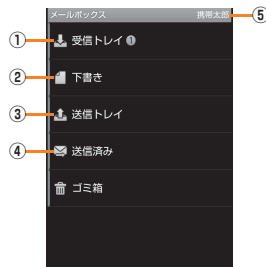 メールボックス 携帯太郎 ⑤
① 受信トレイ ❶
② 下書き
③ 送信トレイ
④ 送信済み
ゴミ箱